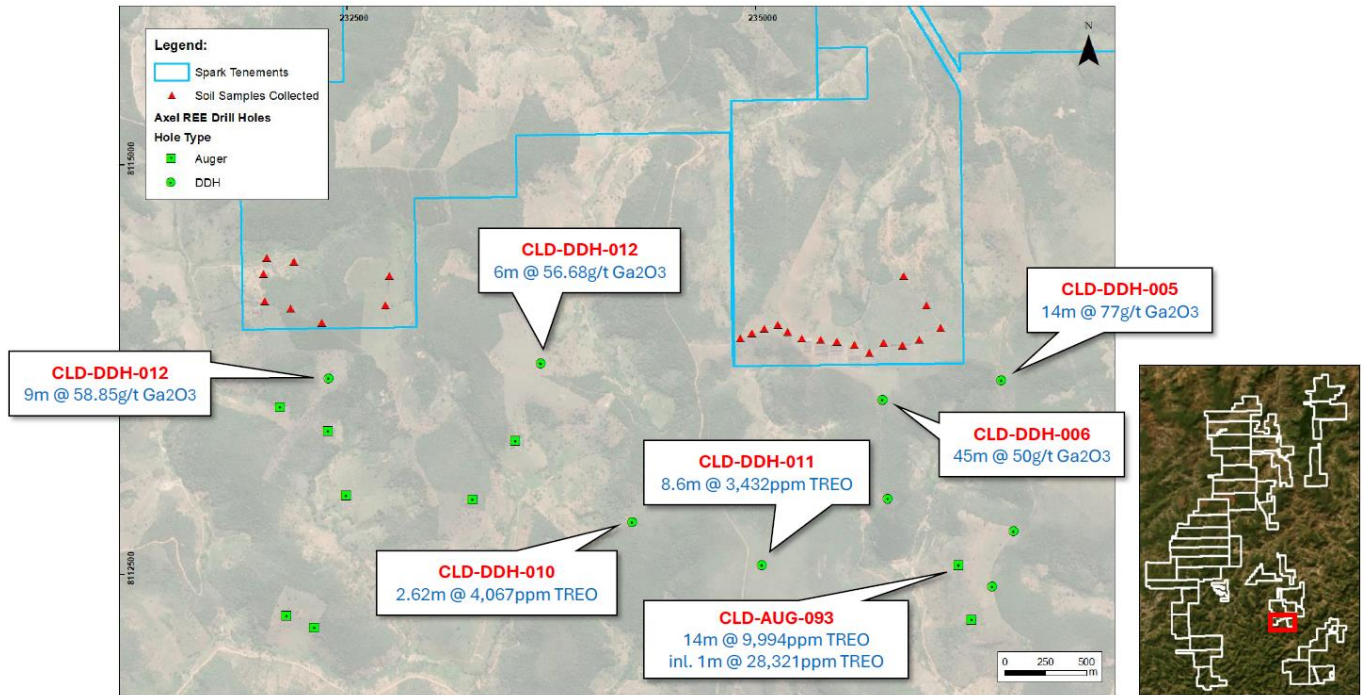 232500
235000
Legend:
Spark Tenements
Soil Samples Collected
Axel REE Drill Holes
Hole Type
Auger
DDH
N
8115000
CLD-DDH-012
6m @ 56.68g/t Ga2O3
CLD-DDH-005
14m @ 77g/t Ga2O3
CLD-DDH-012
9m @ 58.85g/t Ga2O3
CLD-DDH-006
45m @ 50g/t Ga2O3
CLD-DDH-011
8.6m @ 3,432ppm TREO
CLD-DDH-010
2.62m @ 4,067ppm TREO
8112500
CLD-AUG-093
14m @ 9,994ppm TREO
inl. 1m @ 28,321ppm TREO
0 250 500
m